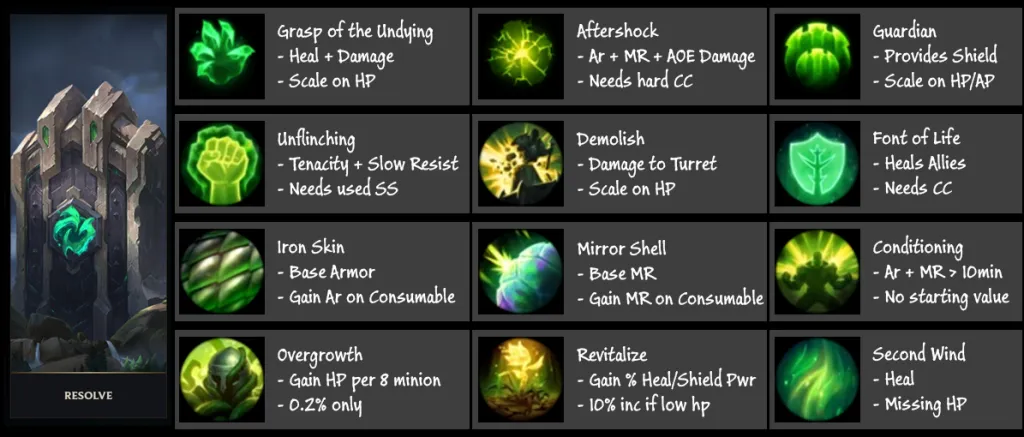 Grasp of the Undying
- Heal + Damage
- Scale on HP
Aftershock
- Ar + MR + AOE Damage
- Needs hard CC
Guardian
- Provides Shield
- Scale on HP/AP
Unflinching
- Tenacity + Slow Resist
- Needs used SS
Demolish
- Damage to Turret
- Scale on HP
Font of Life
- Heals Allies
- Needs CC
Iron Skin
- Base Armor
- Gain Ar on Consumable
Mirror Shell
- Base MR
- Gain MR on Consumable
Conditioning
- Ar + MR > 10min
- No starting value
Overgrowth
- Gain HP per 8 minion
- 0.2% only
Revitalize
- Gain % Heal/Shield Pwr
- 10% inc if low hp
Second Wind
- Heal
- Missing HP
RESOLVE